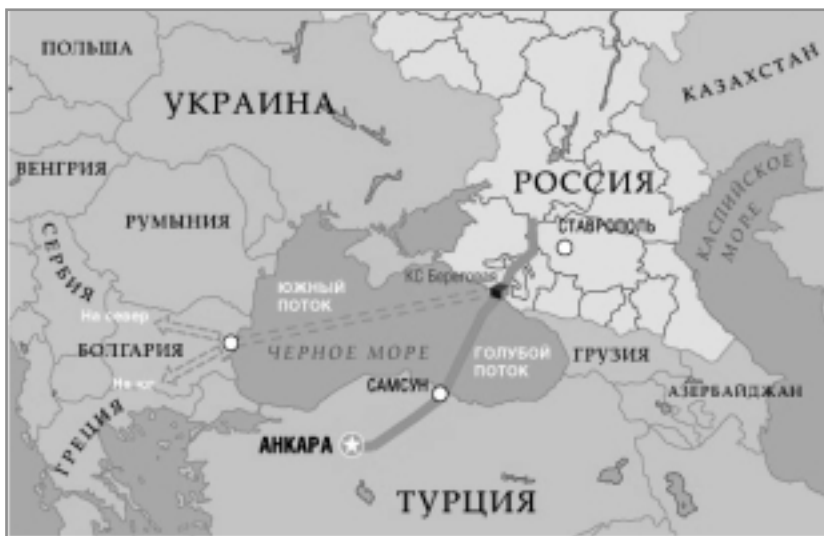 ПОЛЬША
КАЗАХСТАН
УКРАИНА
ВЕНГРИЯ
РОССИЯ
КАСПИЙСКОЕ
МОРЕ
РУМЫНИЯ
СТАВРОПОЛЬ
СЕРБИЯ
КС Береговая
ЮЖНЫЙ
ПОТОК
На север
БОЛГАРИЯ
ЧЕРНОЕ МОРЕ
ГОЛУБОЙ
ПОТОК
ГРУЗИЯ
На юг
САМСУН
АЗЕРБАЙДЖАН
ГРЕЦИЯ
АНКАРА
ТУРЦИЯ